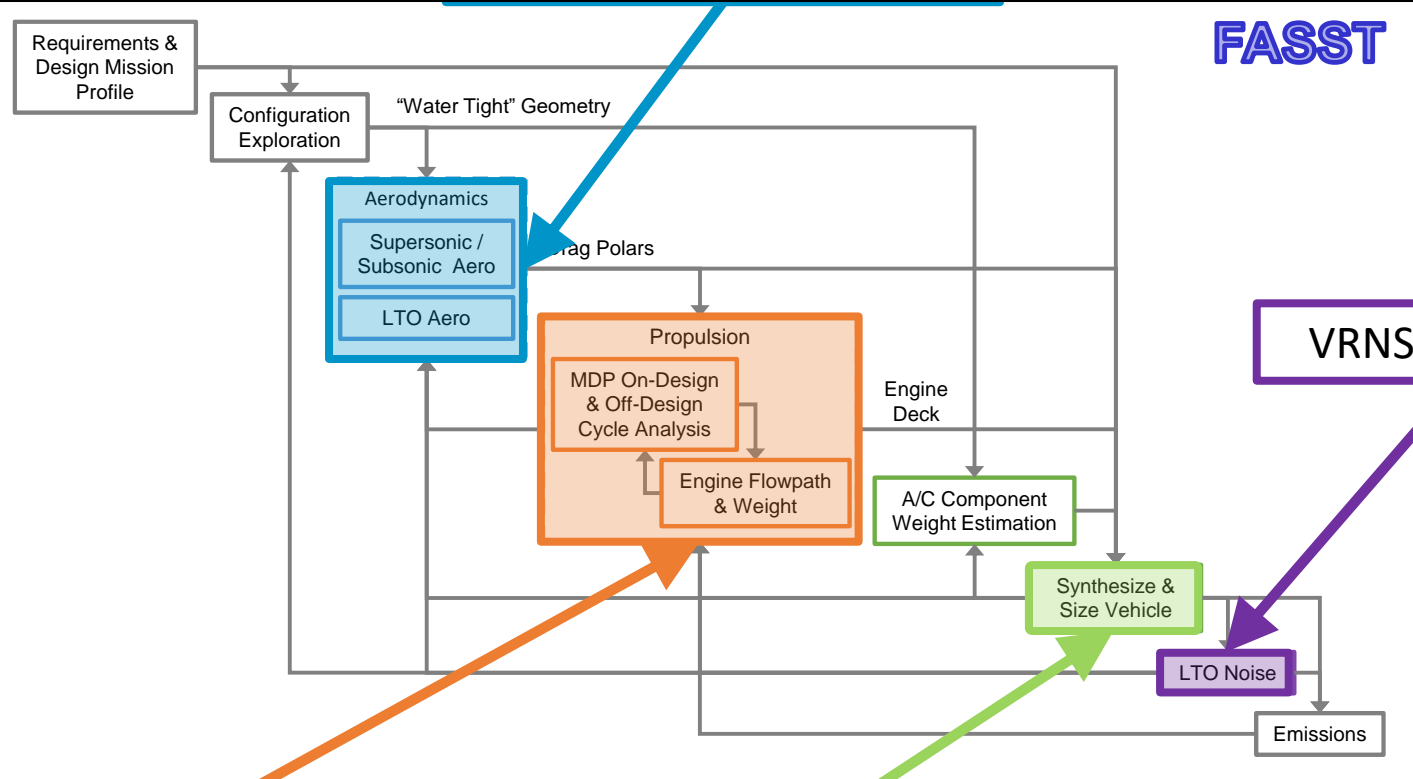 FASST
Requirements &
Design Mission
Profile
Configuration
Exploration
“Water Tight” Geometry
Aerodynamics
Supersonic /
Subsonic Aero
LTO Aero
rag Polars
Propulsion
MDP On-Design
& Off-Design
Cycle Analysis
Engine Flowpath
& Weight
Engine
Deck
VRNS
A/C Component
Weight Estimation
Synthesize &
Size Vehicle
LTO Noise
Emissions